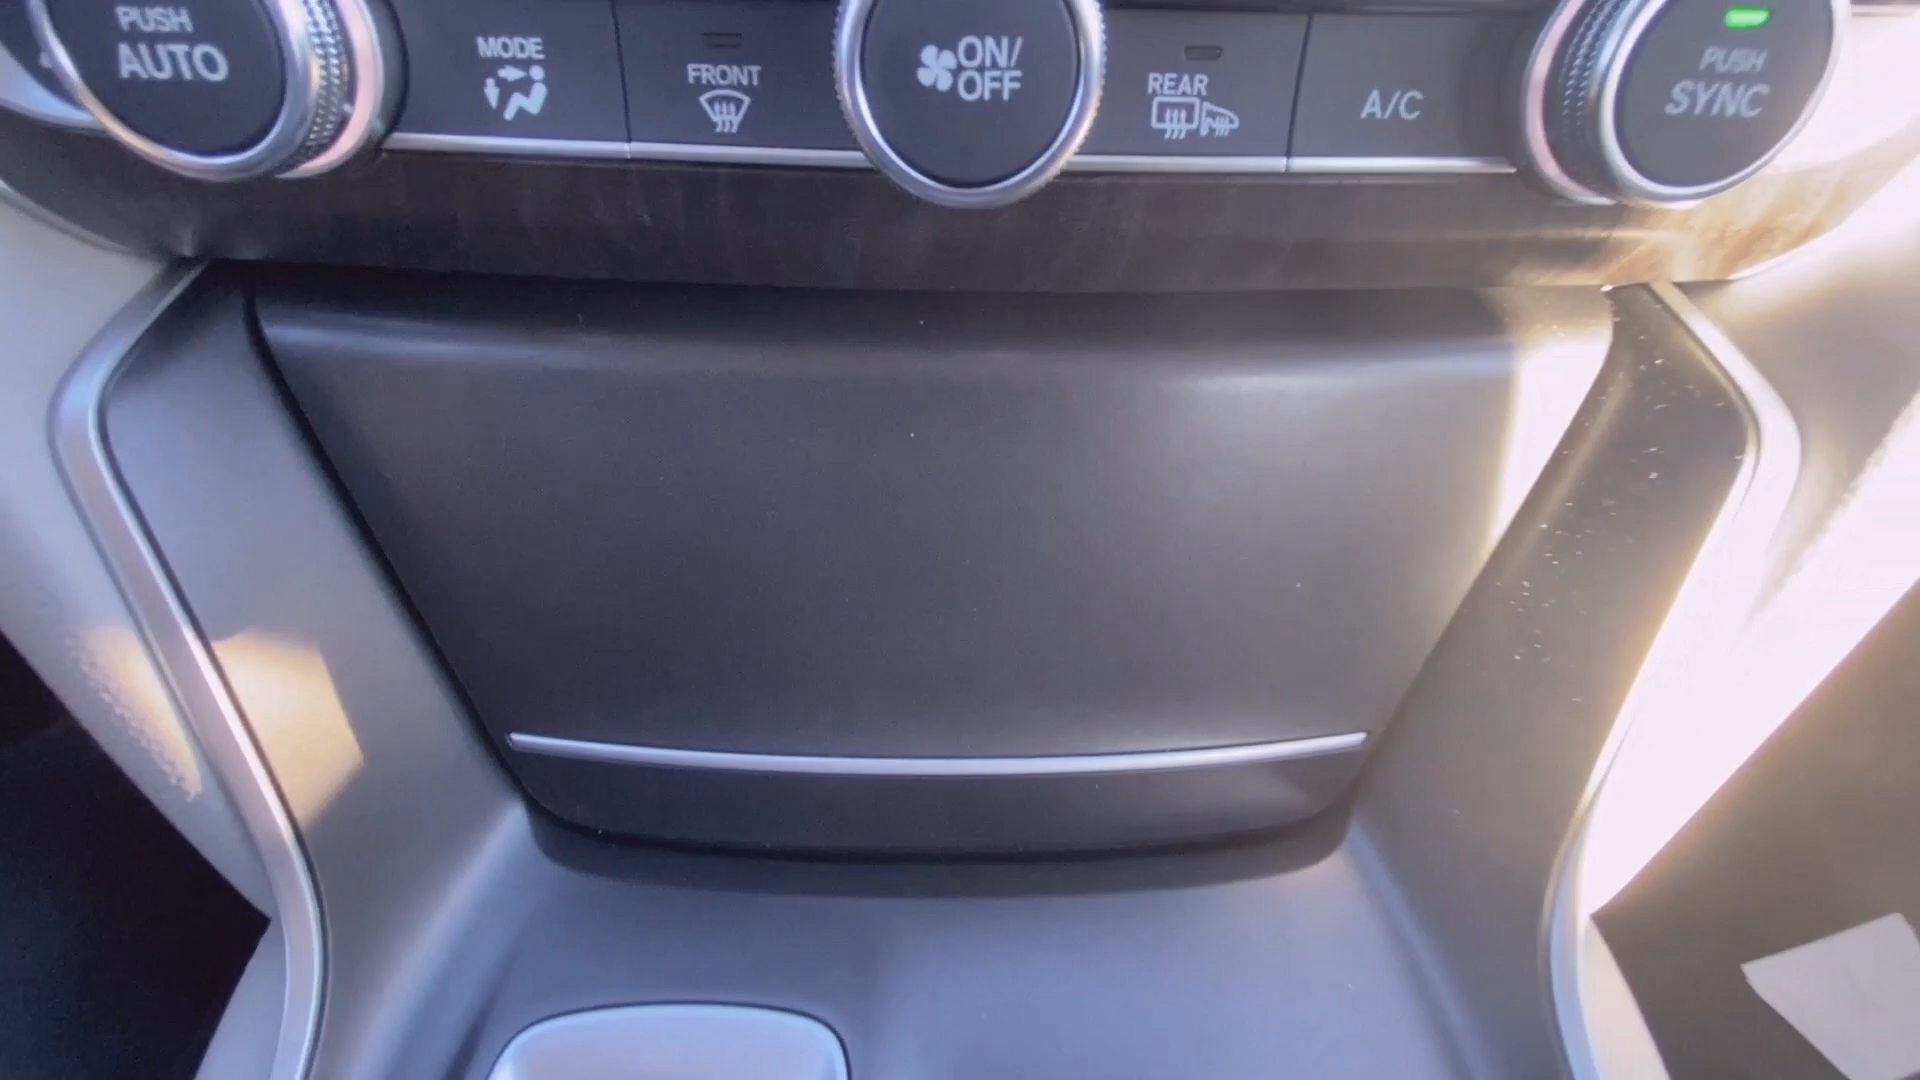 PUSH
AUTO
MODE
FRONT
ON/
OFF
REAR
A/C
PUSH
SYNC